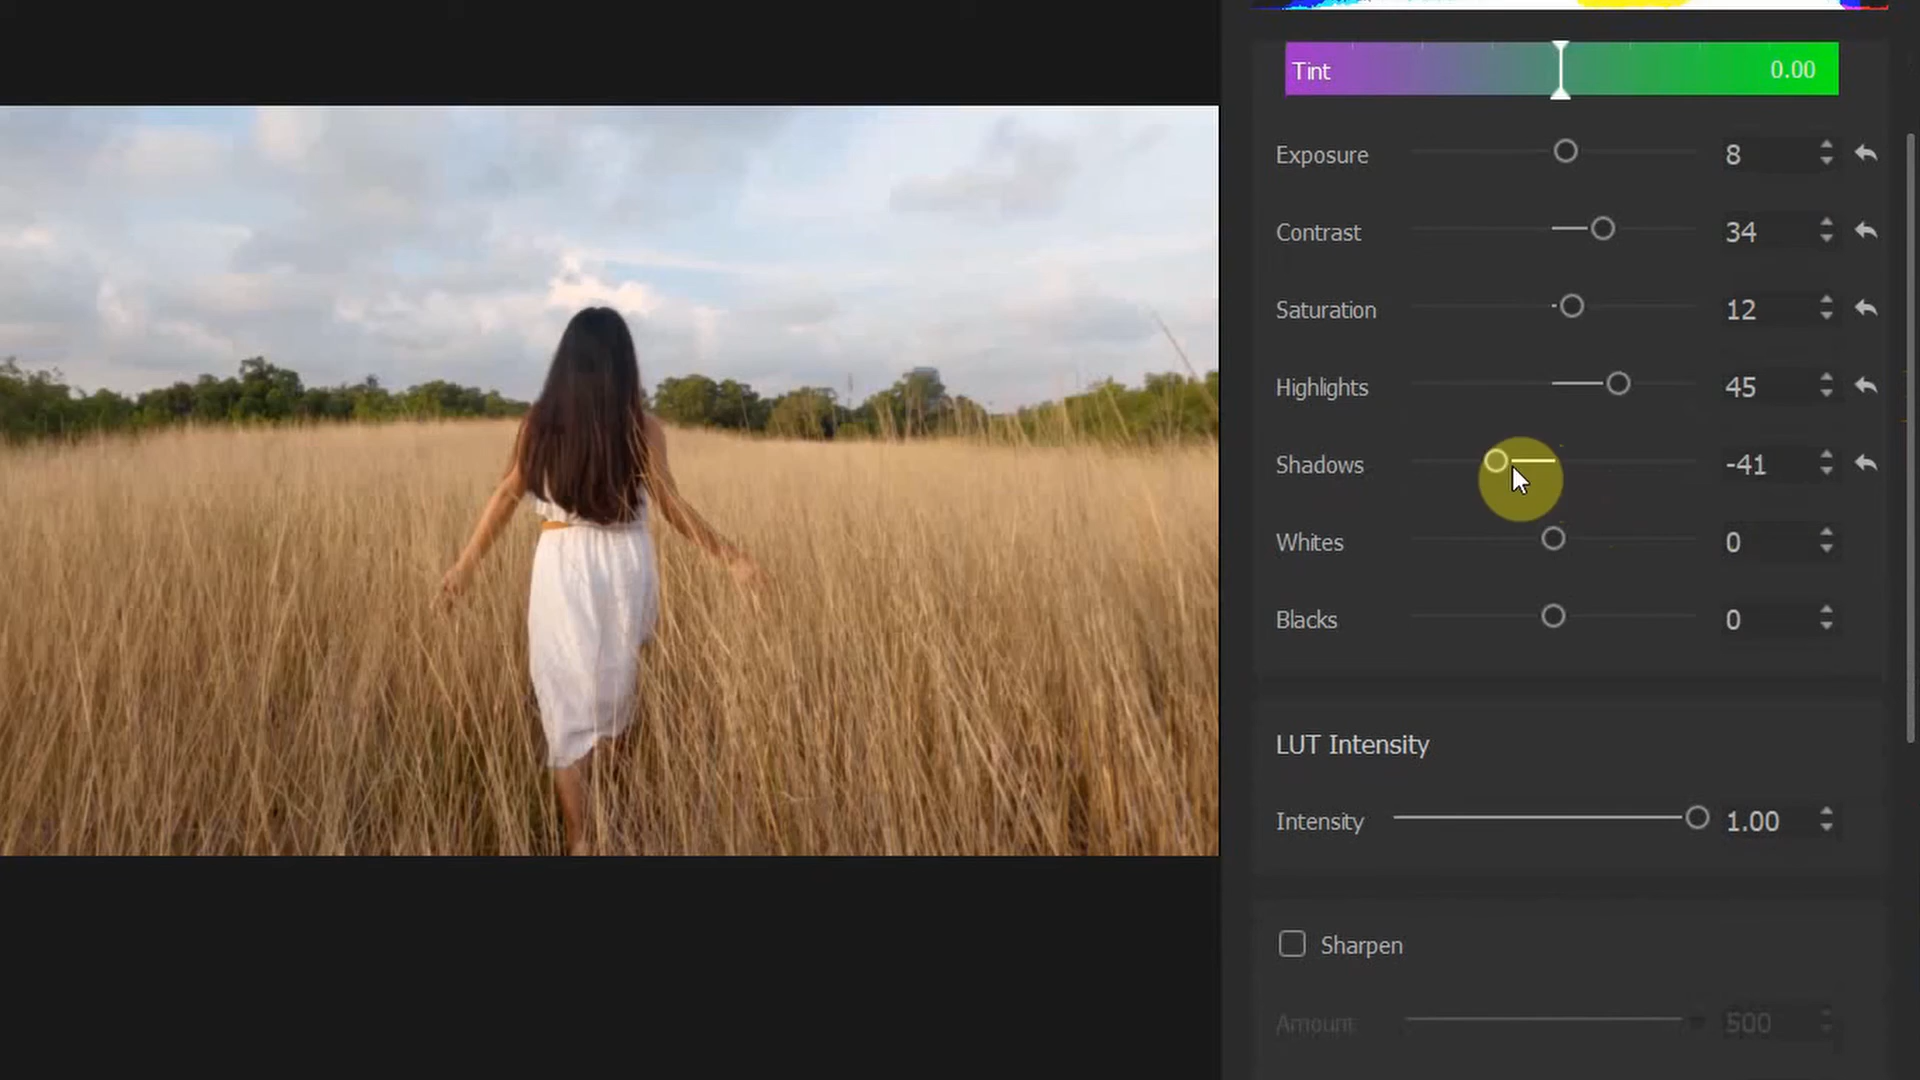 Tint 0.00
Exposure 8
Contrast 34
Saturation 12
Highlights 45
Shadows -41
Whites 0
Blacks 0
LUT Intensity
Intensity 1.00
Sharpen
Amount 500